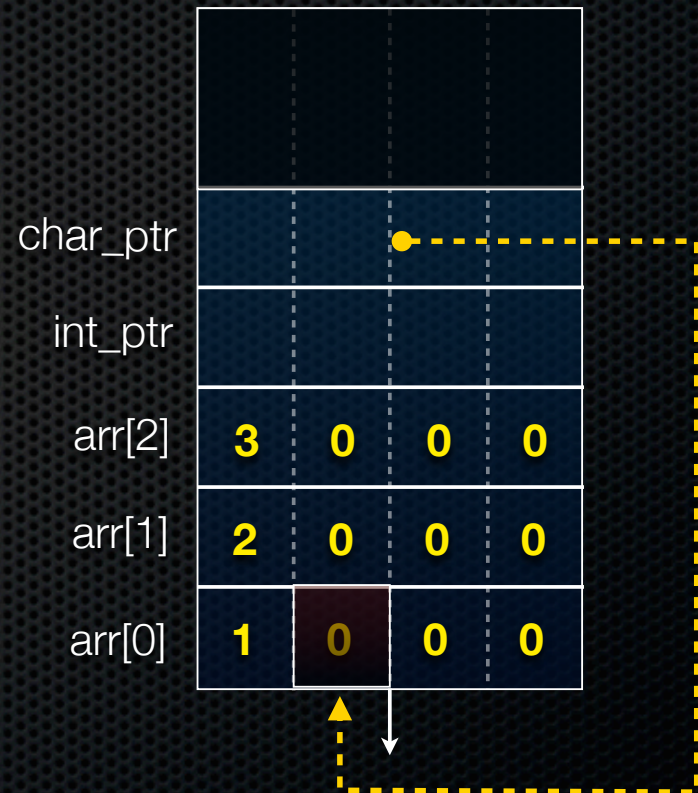 char_ptr
int_ptr
arr[2] 3 0 0 0
arr[1] 2 0 0 0
arr[0] 1 0 0 0